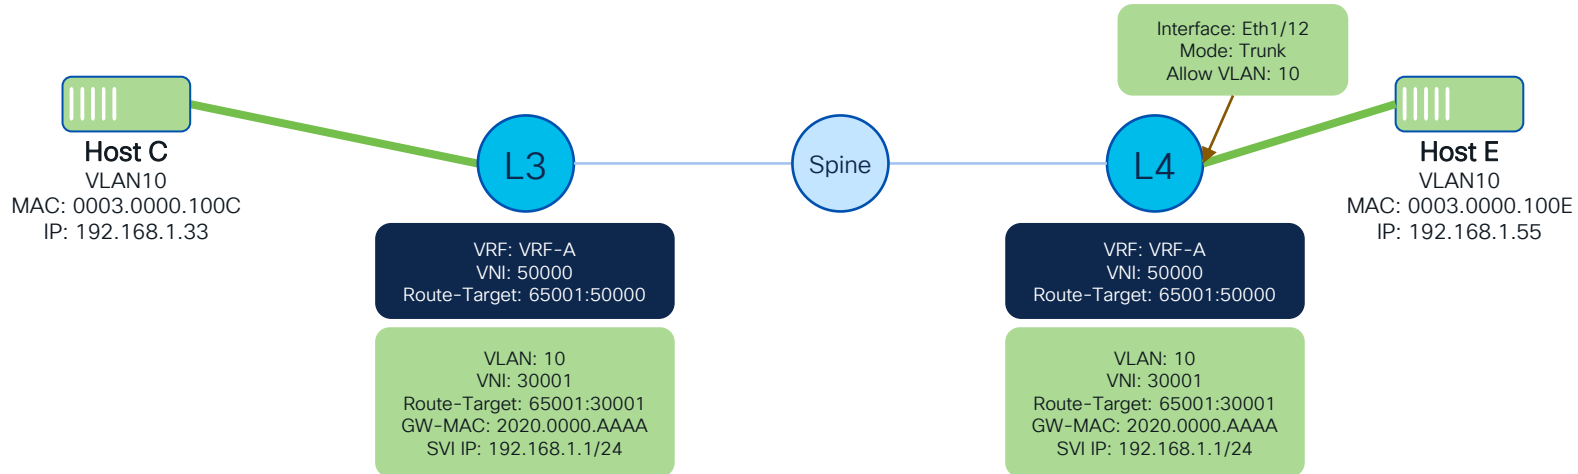 Interface: Eth1/12
Mode: Trunk
Allow VLAN: 10
Host C
VLAN10
MAC: 0003.0000.100C
IP: 192.168.1.33
L3
Spine
L4
Host E
VLAN10
MAC: 0003.0000.100E
IP: 192.168.1.55
VRF: VRF-A
VNI: 50000
Route-Target: 65001:50000
VLAN: 10
VNI: 30001
Route-Target: 65001:30001
GW-MAC: 2020.0000.AAAA
SVI IP: 192.168.1.1/24
VRF: VRF-A
VNI: 50000
Route-Target: 65001:50000
VLAN: 10
VNI: 30001
Route-Target: 65001:30001
GW-MAC: 2020.0000.AAAA
SVI IP: 192.168.1.1/24